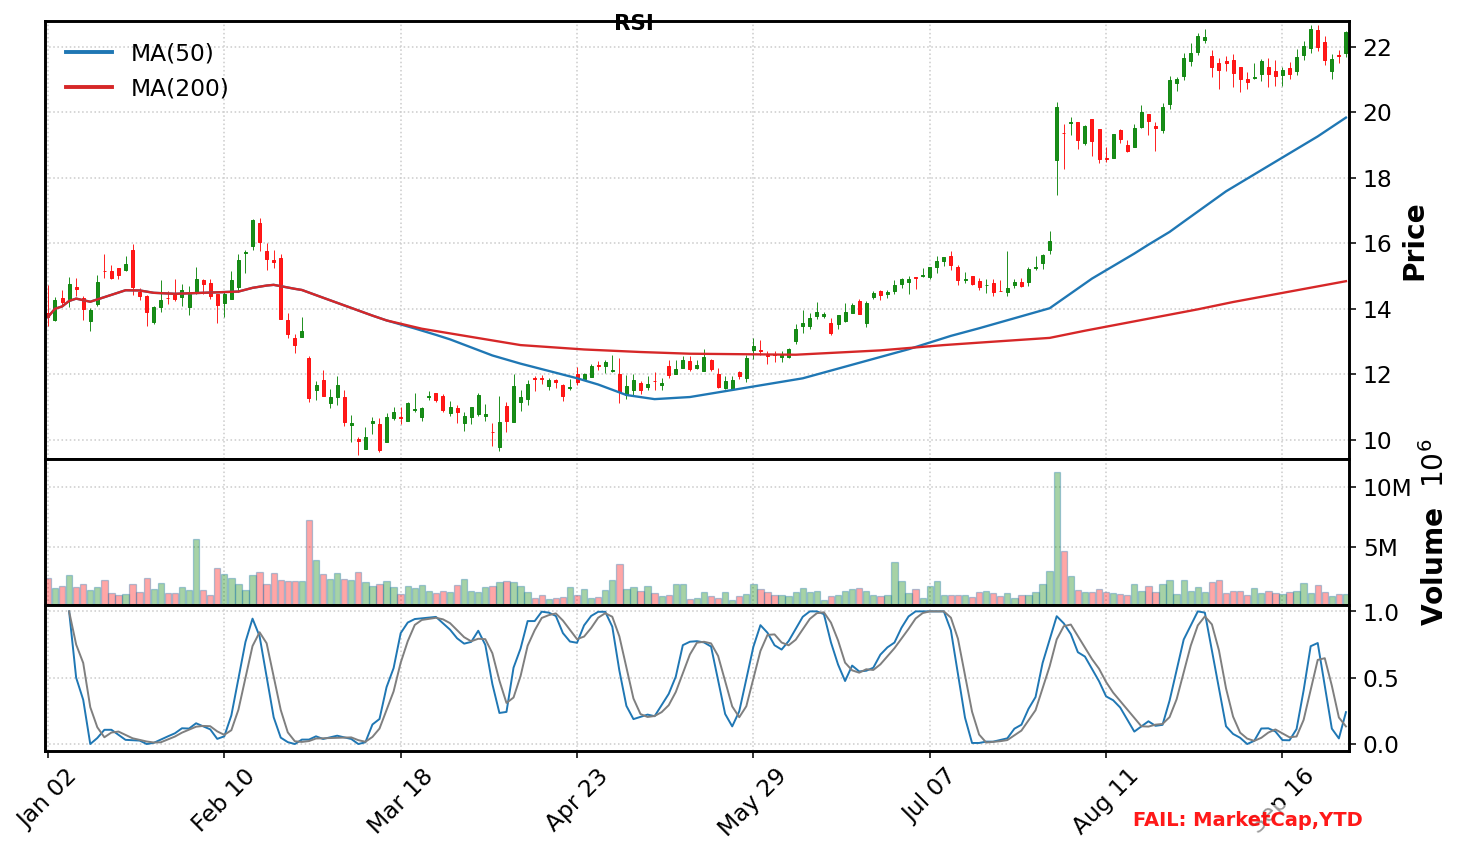 RSI
MA(50)
MA(200)
22
20
18
16
14
12
10
Price
10M
5M
Volume 10^6
1.0
0.5
0.0
Jan 02
Feb 10
Mar 18
Apr 23
May 29
Jul 07
Aug 11
Sep 16
FAIL: MarketCap,YTD